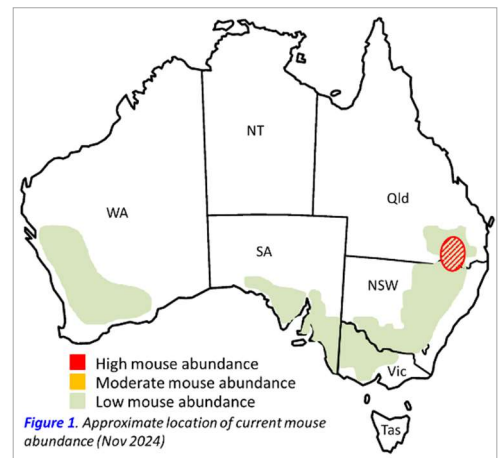 NT
Qld
WA
SA
NSW
High mouse abundance
Moderate mouse abundance
Vic
Low mouse abundance
Figure 1. Approximate location of current mouse
abundance (Nov 2024)
Tas